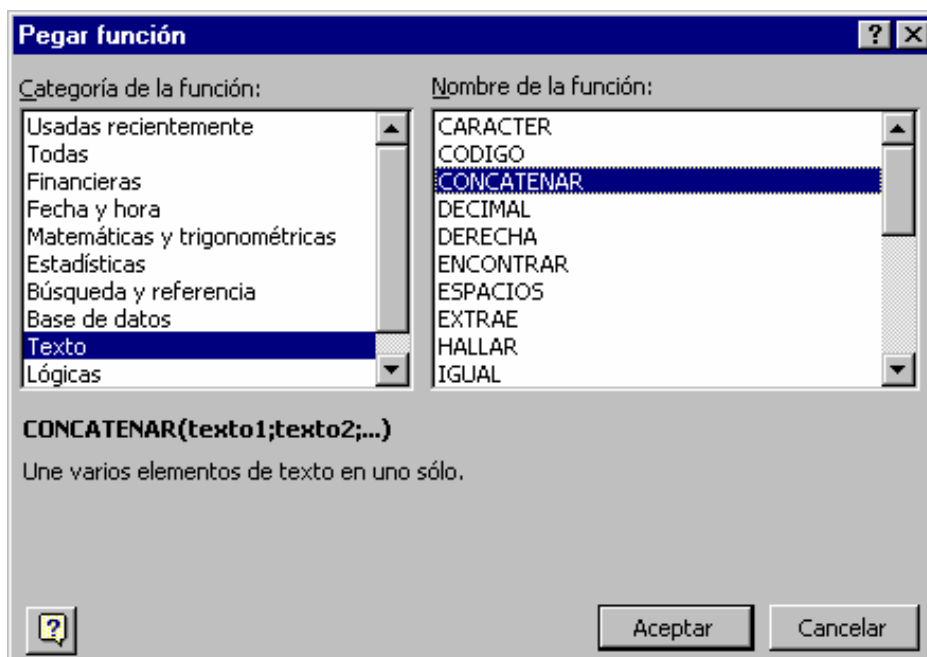 Pegar función
Categoría de la función:
Usadas recientemente
Todas
Financieras
Fecha y hora
Matemáticas y trigonométricas
Estadísticas
Búsqueda y referencia
Base de datos
Texto
Lógicas
Nombre de la función:
CARACTER
CODIGO
CONCATENAR
DECIMAL
DERECHA
ENCONTRAR
ESPACIOS
EXTRAE
HALLAR
IGUAL
CONCATENAR(texto1;texto2;...)
Une varios elementos de texto en uno sólo.
Aceptar
Cancelar